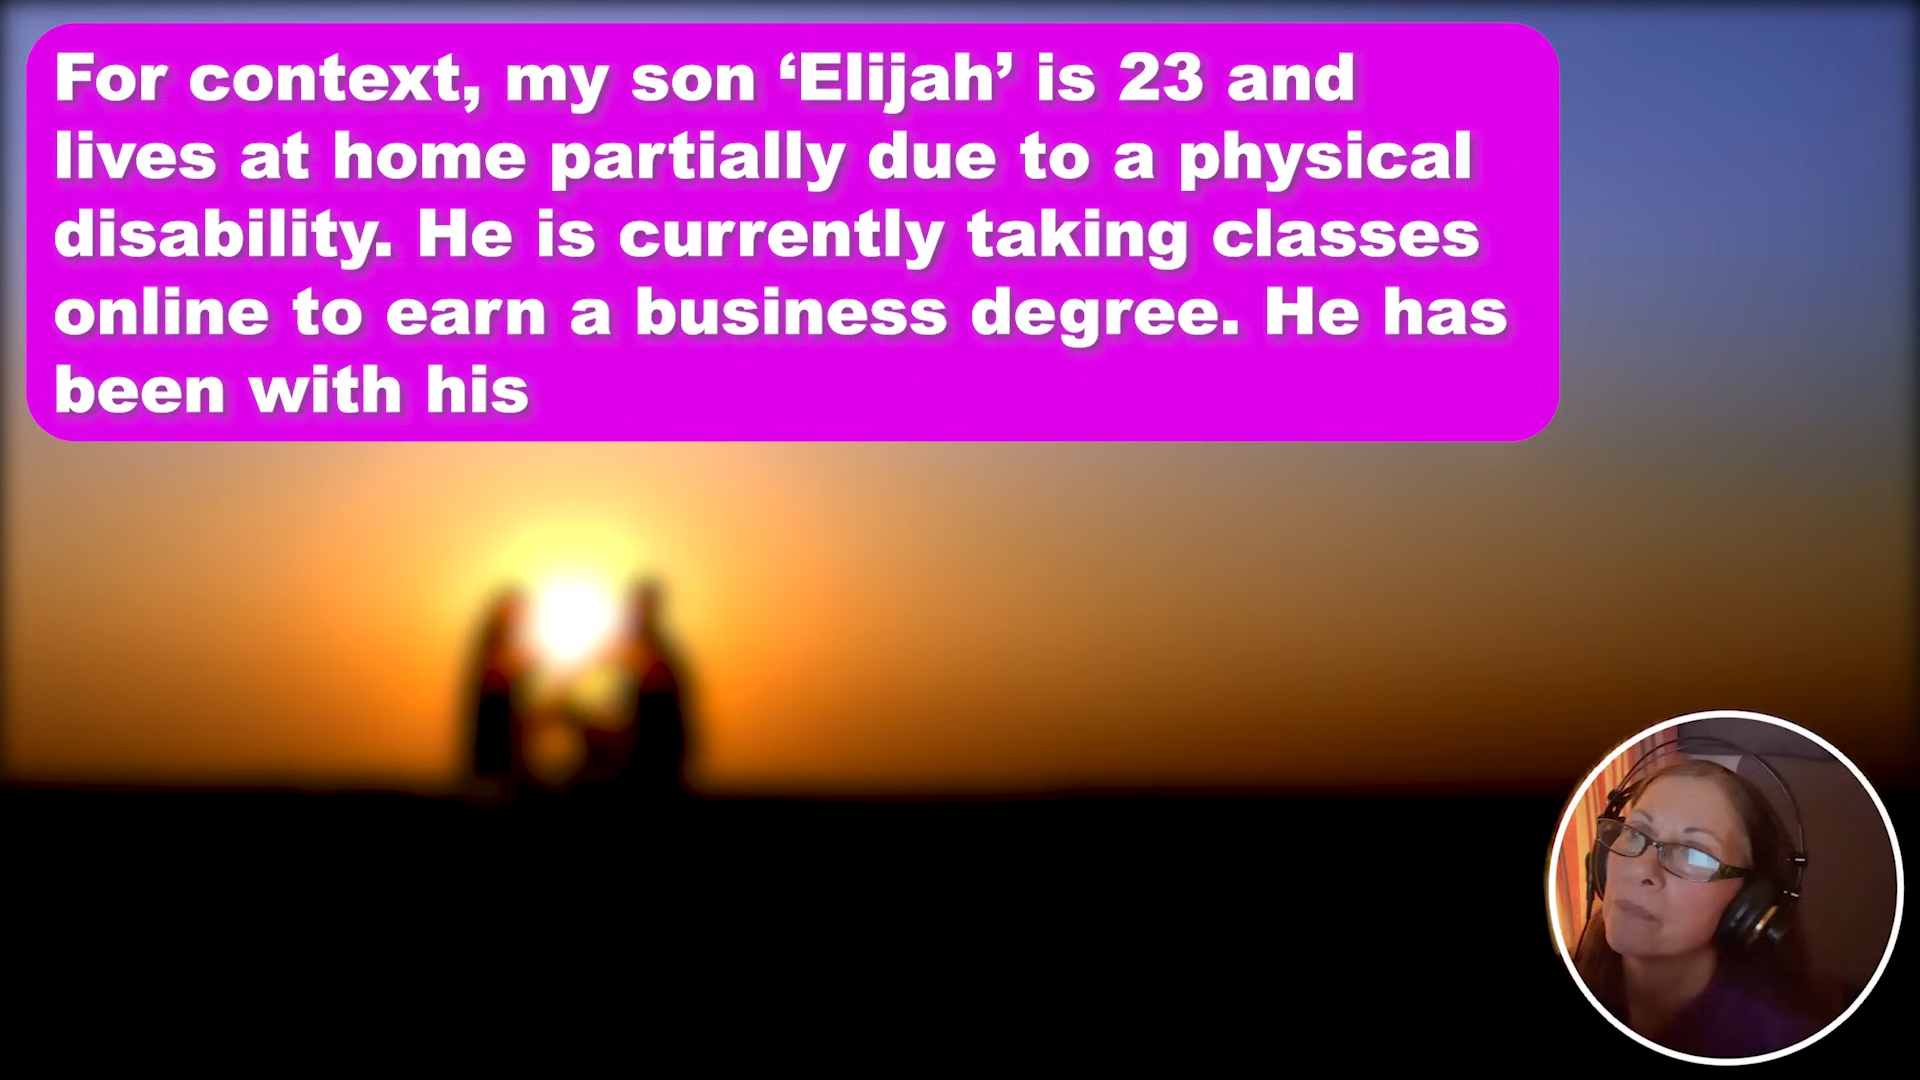 For context, my son ‘Elijah’ is 23 and
lives at home partially due to a physical
disability. He is currently taking classes
online to earn a business degree. He has
been with his